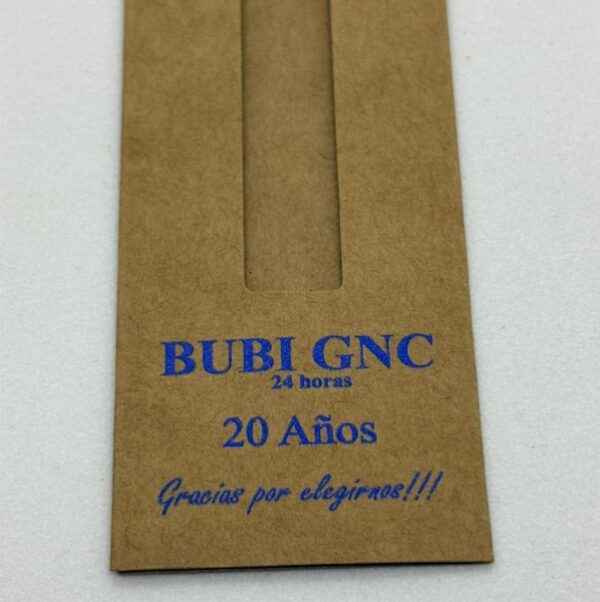 BUBI GNC
24 horas
20 Años
Gracias por elegirnos!!!